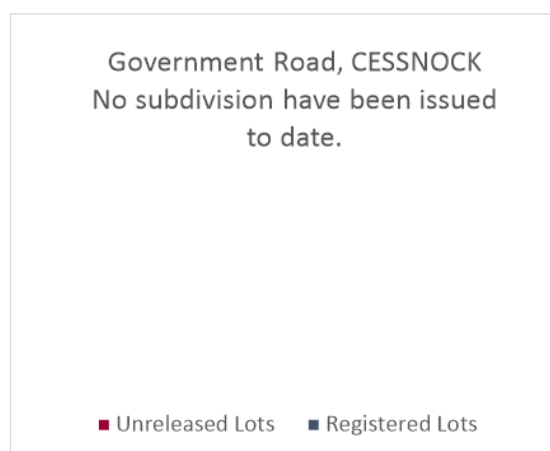 Government Road, CESSNOCK
No subdivision have been issued
to date.
Unreleased Lots Registered Lots